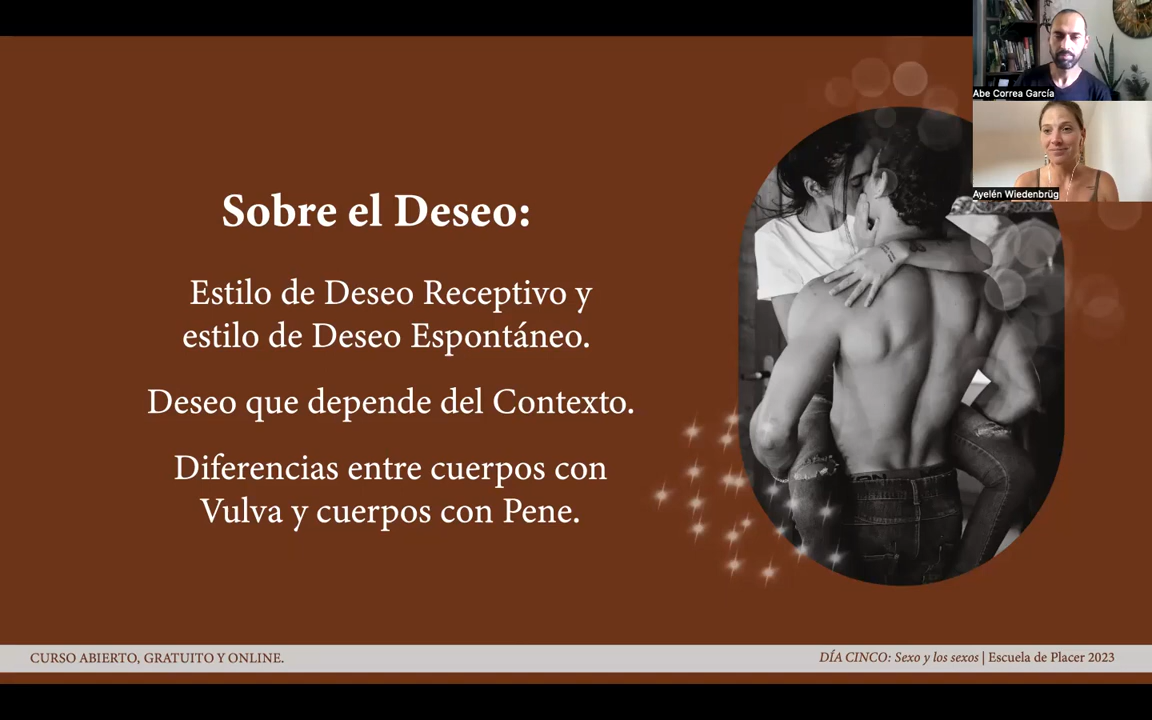 Abe Correa García
Ayelén Wiedenbrüg
Sobre el Deseo:
Estilo de Deseo Receptivo y
estilo de Deseo Espontáneo.
Deseo que depende del Contexto.
Diferencias entre cuerpos con
Vulva y cuerpos con Pene.
CURSO ABIERTO, GRATUITO Y ONLINE.
DÍA CINCO: Sexo y los sexos | Escuela de Placer 2023